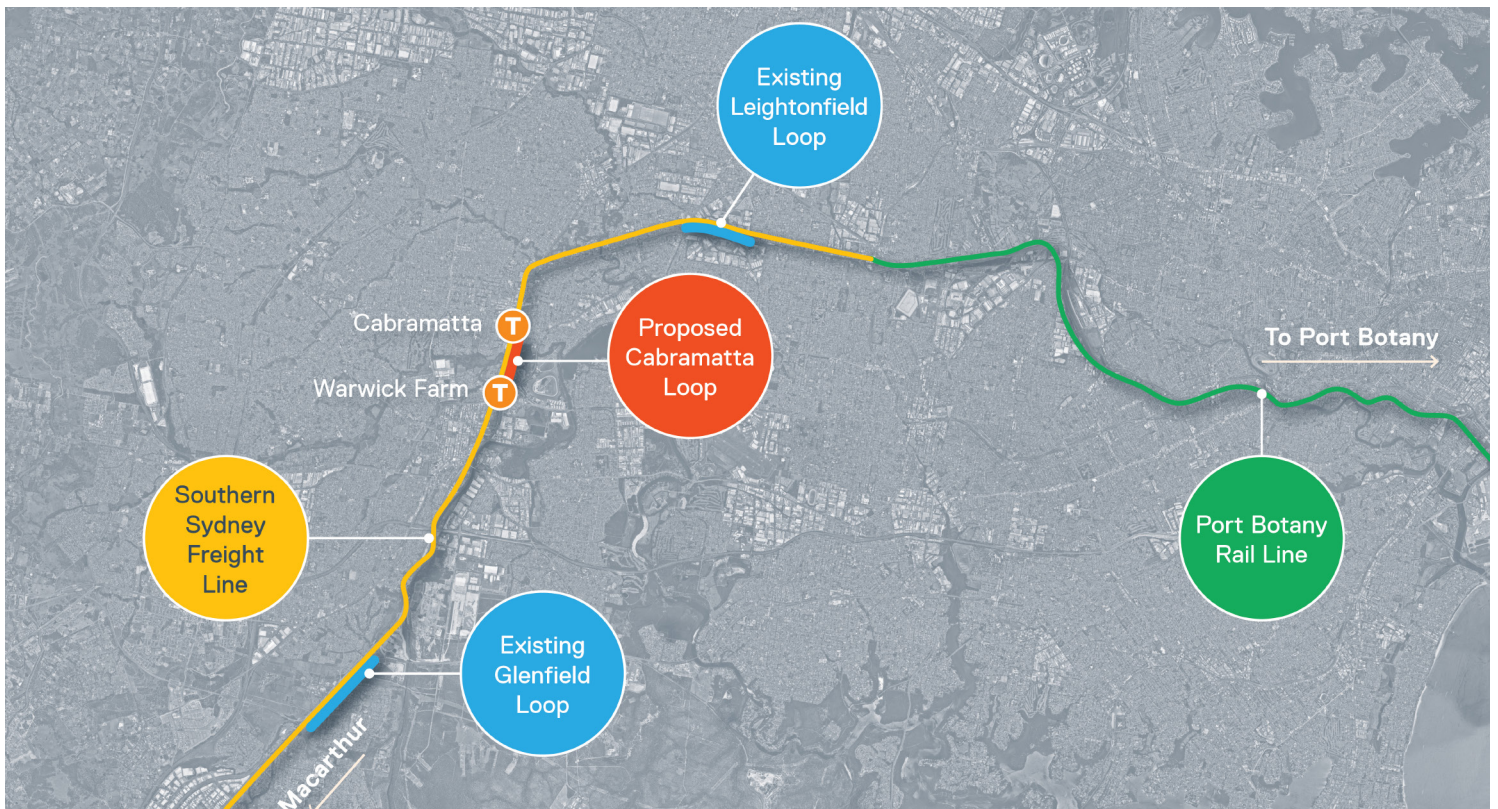 Existing
Leightonfield
Loop
Cabramatta
T
Proposed
Cabramatta
Loop
To Port Botany
Warwick Farm
T
Southern
Sydney
Freight
Line
Port Botany
Rail Line
Existing
Glenfield
Loop
Macarthur